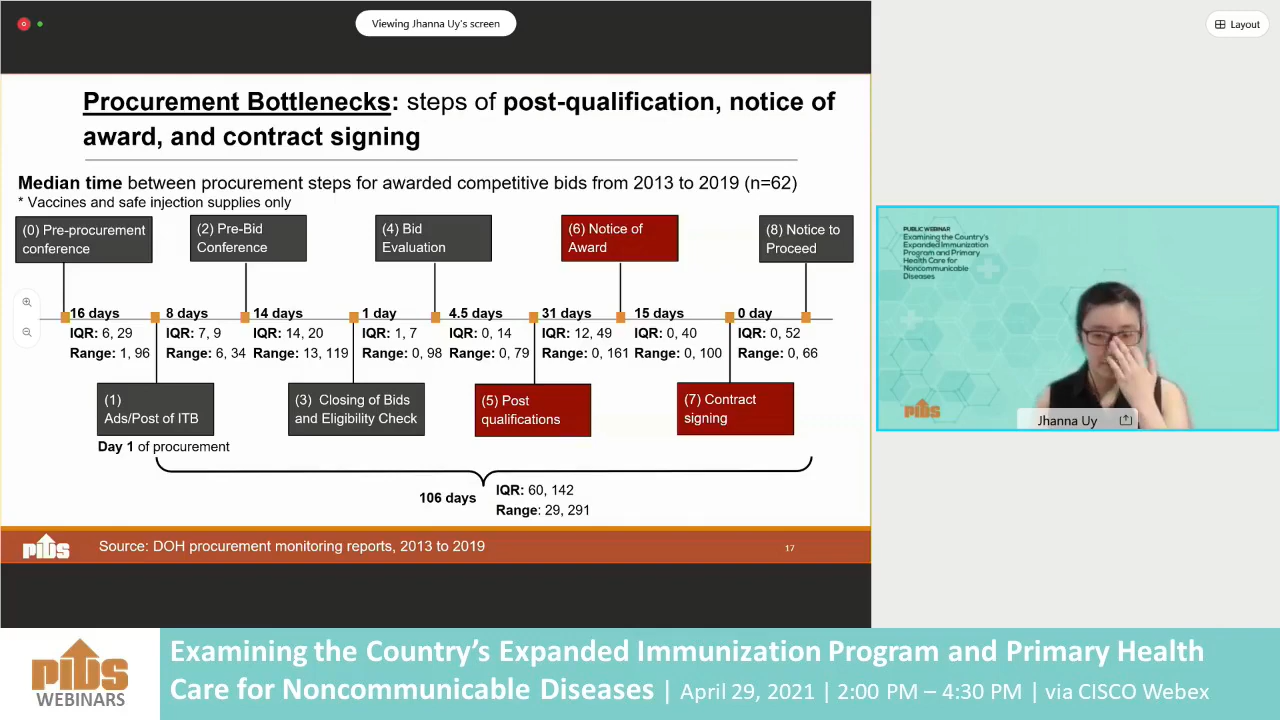 Viewing Jhanna Uy's screen
Layout
Procurement Bottlenecks: steps of post-qualification, notice of
award, and contract signing
Median time between procurement steps for awarded competitive bids from 2013 to 2019 (n=62)
* Vaccines and safe injection supplies only
(0) Pre-procurement
conference
(2) Pre-Bid
Conference
(4) Bid
Evaluation
(6) Notice of
Award
(8) Notice to
Proceed
16 days
IQR: 6, 29
Range: 1, 96
8 days
IQR: 7, 9
Range: 6, 34
14 days
IQR: 14, 20
Range: 13, 119
1 day
IQR: 1, 7
Range: 0, 98
4.5 days
IQR: 0, 14
Range: 0, 79
31 days
IQR: 12, 49
Range: 0, 161
15 days
IQR: 0, 40
Range: 0, 100
0 day
IQR: 0, 52
Range: 0, 66
(1)
Ads/Post of ITB
(3) Closing of Bids
and Eligibility Check
(5) Post
qualifications
(7) Contract
signing
Day 1 of procurement
106 days
IQR: 60, 142
Range: 29, 291
PIDS
Source: DOH procurement monitoring reports, 2013 to 2019
17
PUBLIC WEBINAR
Examining the Country's
Expanded Immunization
Program and Primary
Health Care for
Noncommunicable
Diseases
PIDS
Jhanna Uy
PIDS
WEBINARS
Examining the Country's Expanded Immunization Program and Primary Health
Care for Noncommunicable Diseases | April 29, 2021 | 2:00 PM – 4:30 PM | via CISCO Webex